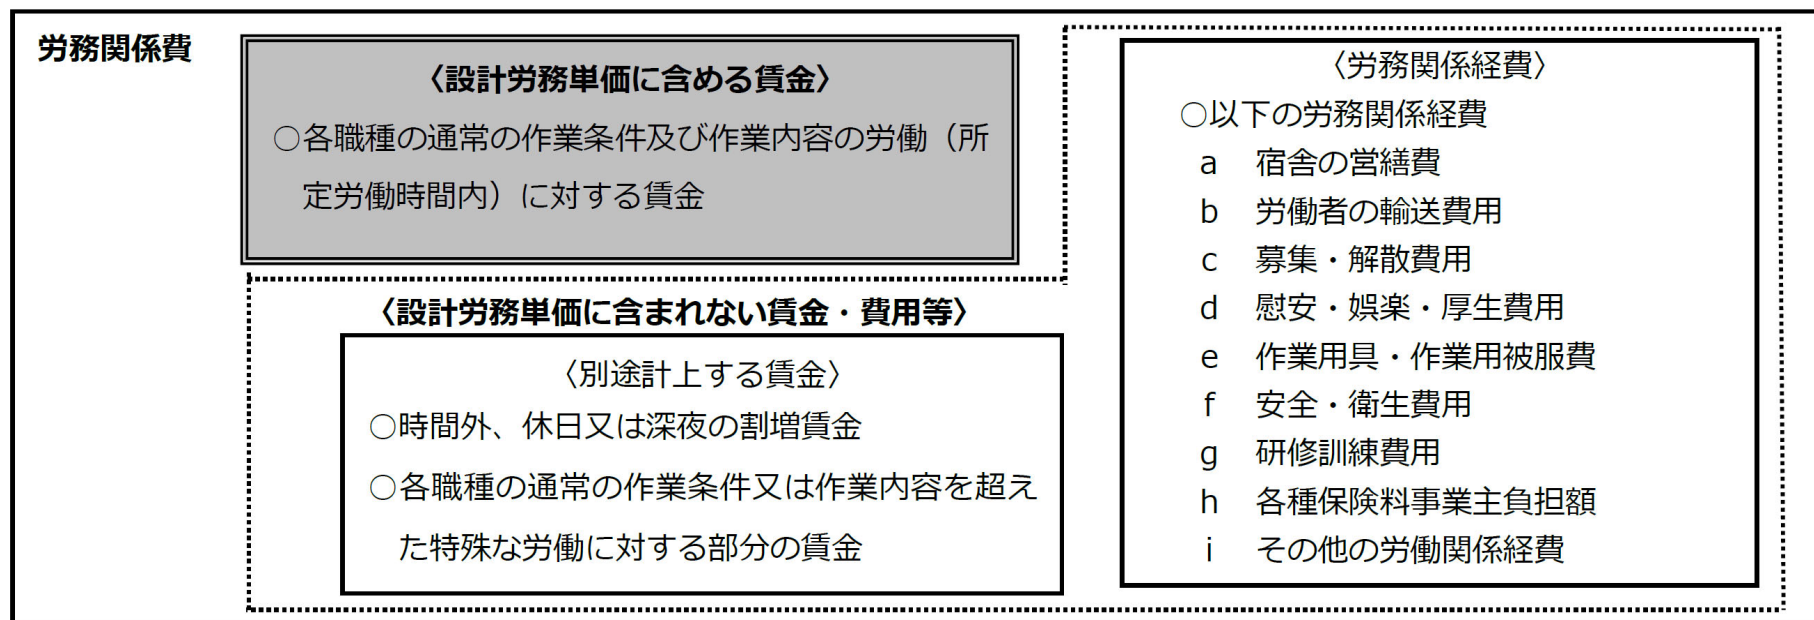 労務関係費
〈設計労務単価に含める賃金〉
○各職種の通常の作業条件及び作業内容の労働（所
定労働時間内）に対する賃金
〈設計労務単価に含まれない賃金・費用等〉
〈別途計上する賃金〉
○時間外、休日又は深夜の割増賃金
○各職種の通常の作業条件又は作業内容を超え
た特殊な労働に対する部分の賃金
〈労務関係経費〉
○以下の労務関係経費
a 宿舎の営繕費
b 労働者の輸送費用
c 募集・解散費用
d 慰安・娯楽・厚生費用
e 作業用具・作業用被服費
f 安全・衛生費用
g 研修訓練費用
h 各種保険料事業主負担額
i その他の労働関係経費